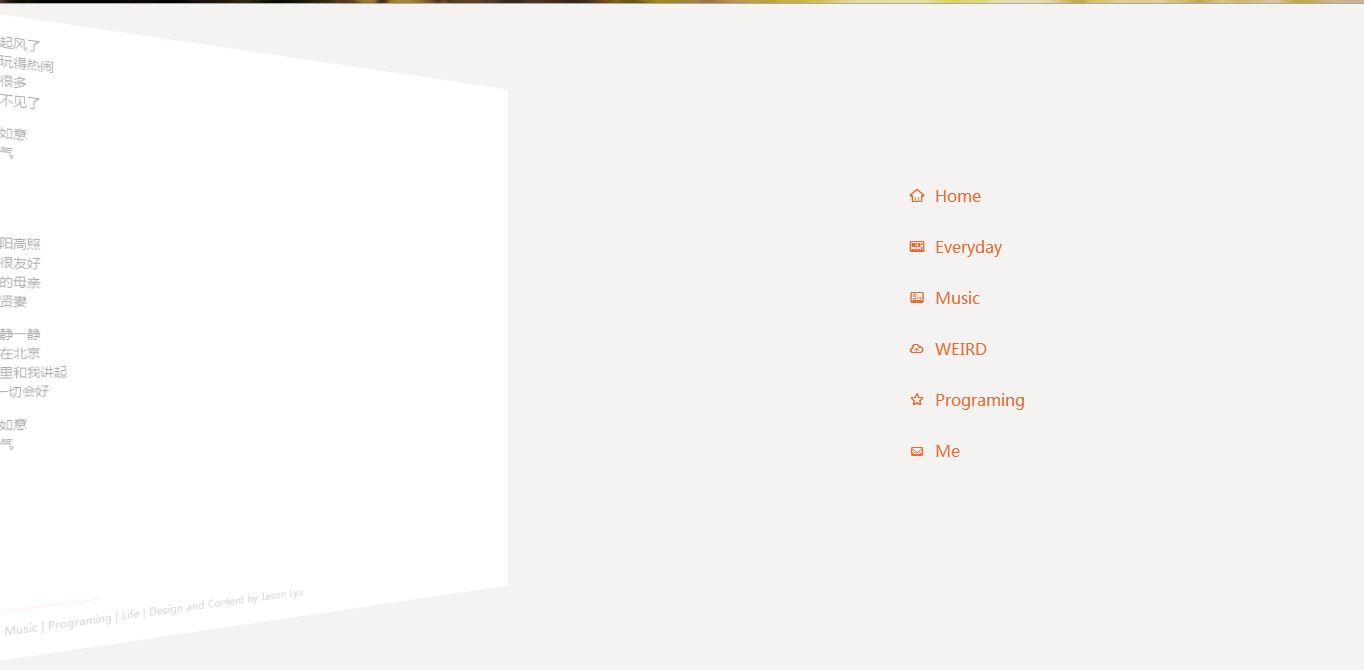 起风了
玩得热闹
很多
不见了
如意
气
阳高照
很友好
的母亲
贤妻
静一静
在北京
里和我讲起
一切会好
如意
气
Music | Programing | Life | Design and Content by Jason Lyu
Home
Everyday
Music
WEIRD
Programing
Me